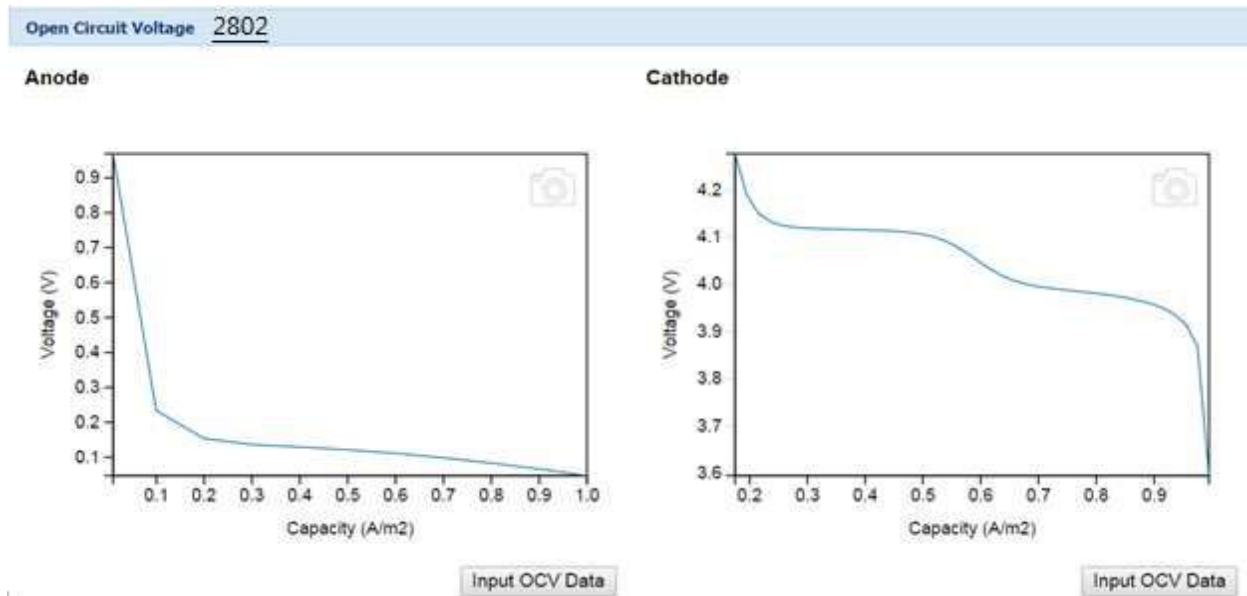 Open Circuit Voltage 2802
Anode
Cathode
0.9
0.8
0.7
0.6
0.5
0.4
0.3
0.2
0.1
Voltage (V)
0.1 0.2 0.3 0.4 0.5 0.6 0.7 0.8 0.9 1.0
Capacity (A/m2)
Input OCV Data
4.2
4.1
4.0
3.9
3.8
3.7
3.6
Voltage (V)
0.2 0.3 0.4 0.5 0.6 0.7 0.8 0.9
Capacity (A/m2)
Input OCV Data